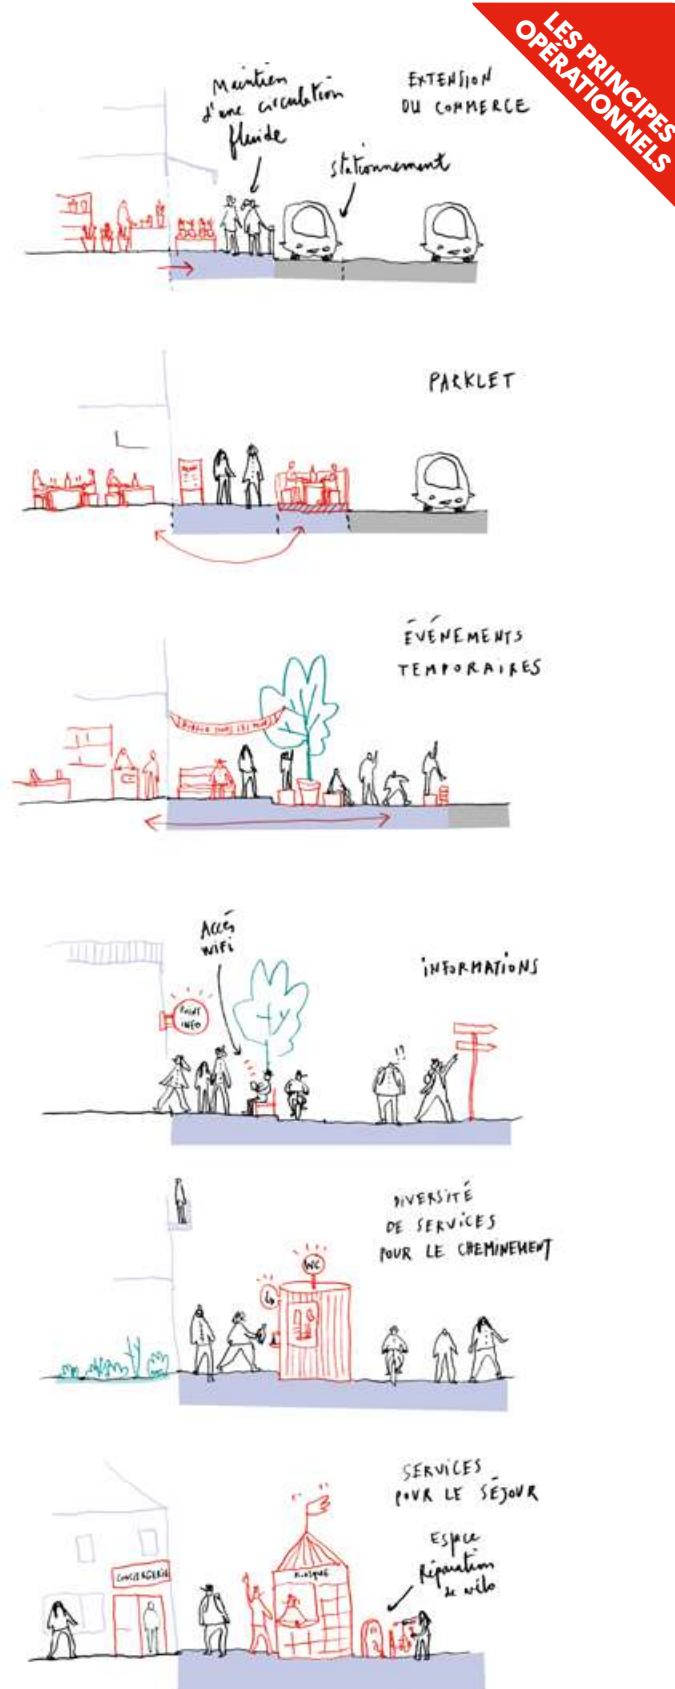 LES PRINCIPES
OPÉRATIONNELS
Maintien
d'une circulation
fluide
EXTENSION
DU COMMERCE
stationnement
PARKLET
ÉVÉNEMENTS
TEMPORAIRES
Accès
WIFI
INFORMATIONS
POINT
INFO
DIVERSITÉ
DE SERVICES
POUR LE CHEMINEMENT
WC
SERVICES
POUR LE SÉJOUR
Espace
Réparation
de vélo
CONCIERGERIE
KIOSQUE